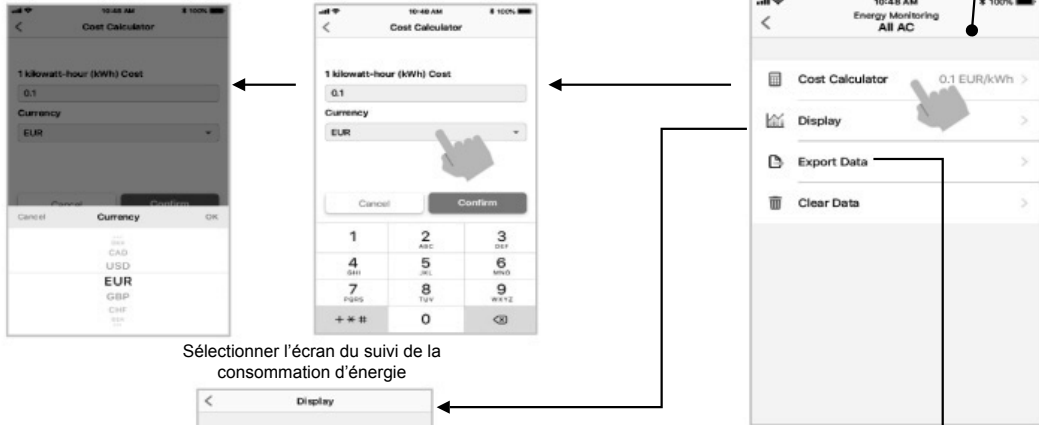 10:48 AM 100%
Cost Calculator
1 kilowatt-hour (kWh) Cost
0.1
Currency
EUR
Cancel Confirm
Cancel Currency OK
CAD
USD
EUR
GBP
CHF
10:48 AM 100%
Cost Calculator
1 kilowatt-hour (kWh) Cost
0.1
Currency
EUR
Cancel Confirm
1 2 3
ABC DEF
4 5 6
GHI JKL MNO
7 8 9
PQRS TUV WXYZ
+ * # 0
10:48 AM 100%
Energy Monitoring
All AC
Cost Calculator 0.1 EUR/kWh >
Display >
Export Data >
Clear Data >
Sélectionner l'écran du suivi de la
consommation d'énergie
< Display